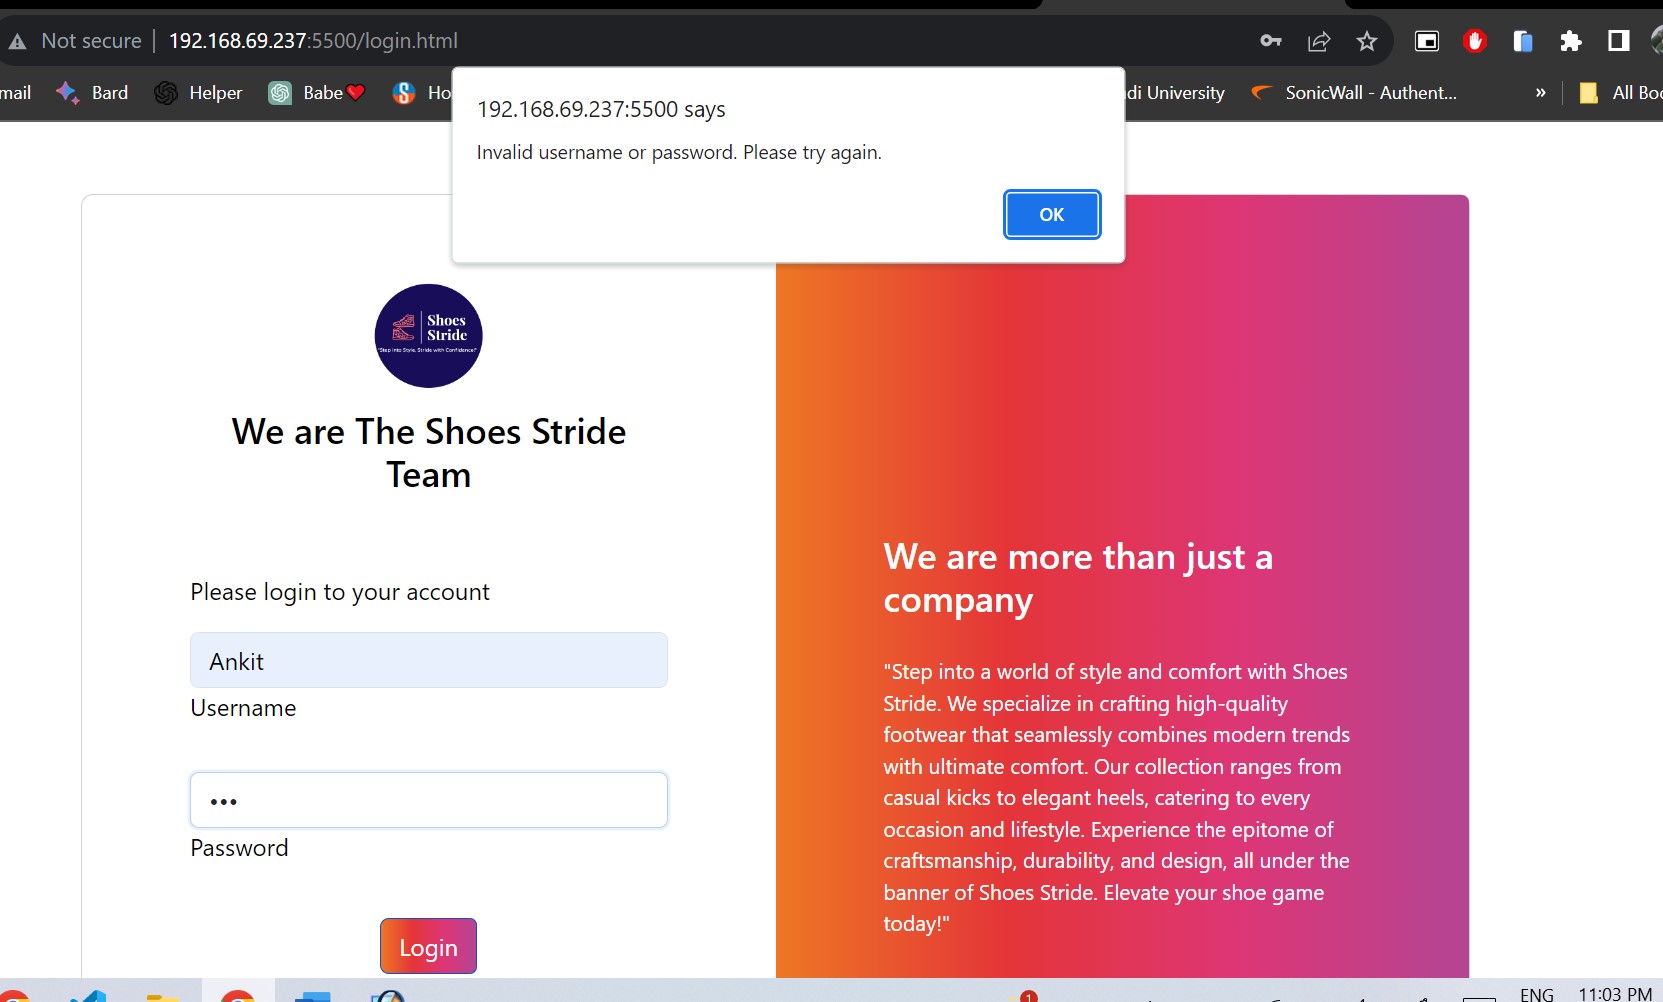 Not secure
192.168.69.237:5500/login.html
mail
Bard
Helper
Babe❤️
Ho
di University
SonicWall - Authent...
»
All Boo
192.168.69.237:5500 says
Invalid username or password. Please try again.
OK
Shoes
Stride
"Step into Style, Stride with Confidence!"
We are The Shoes Stride
Team
Please login to your account
Ankit
Username
•••
Password
Login
We are more than just a
company
"Step into a world of style and comfort with Shoes
Stride. We specialize in crafting high-quality
footwear that seamlessly combines modern trends
with ultimate comfort. Our collection ranges from
casual kicks to elegant heels, catering to every
occasion and lifestyle. Experience the epitome of
craftsmanship, durability, and design, all under the
banner of Shoes Stride. Elevate your shoe game
today!"
1
ENG
11:03 PM